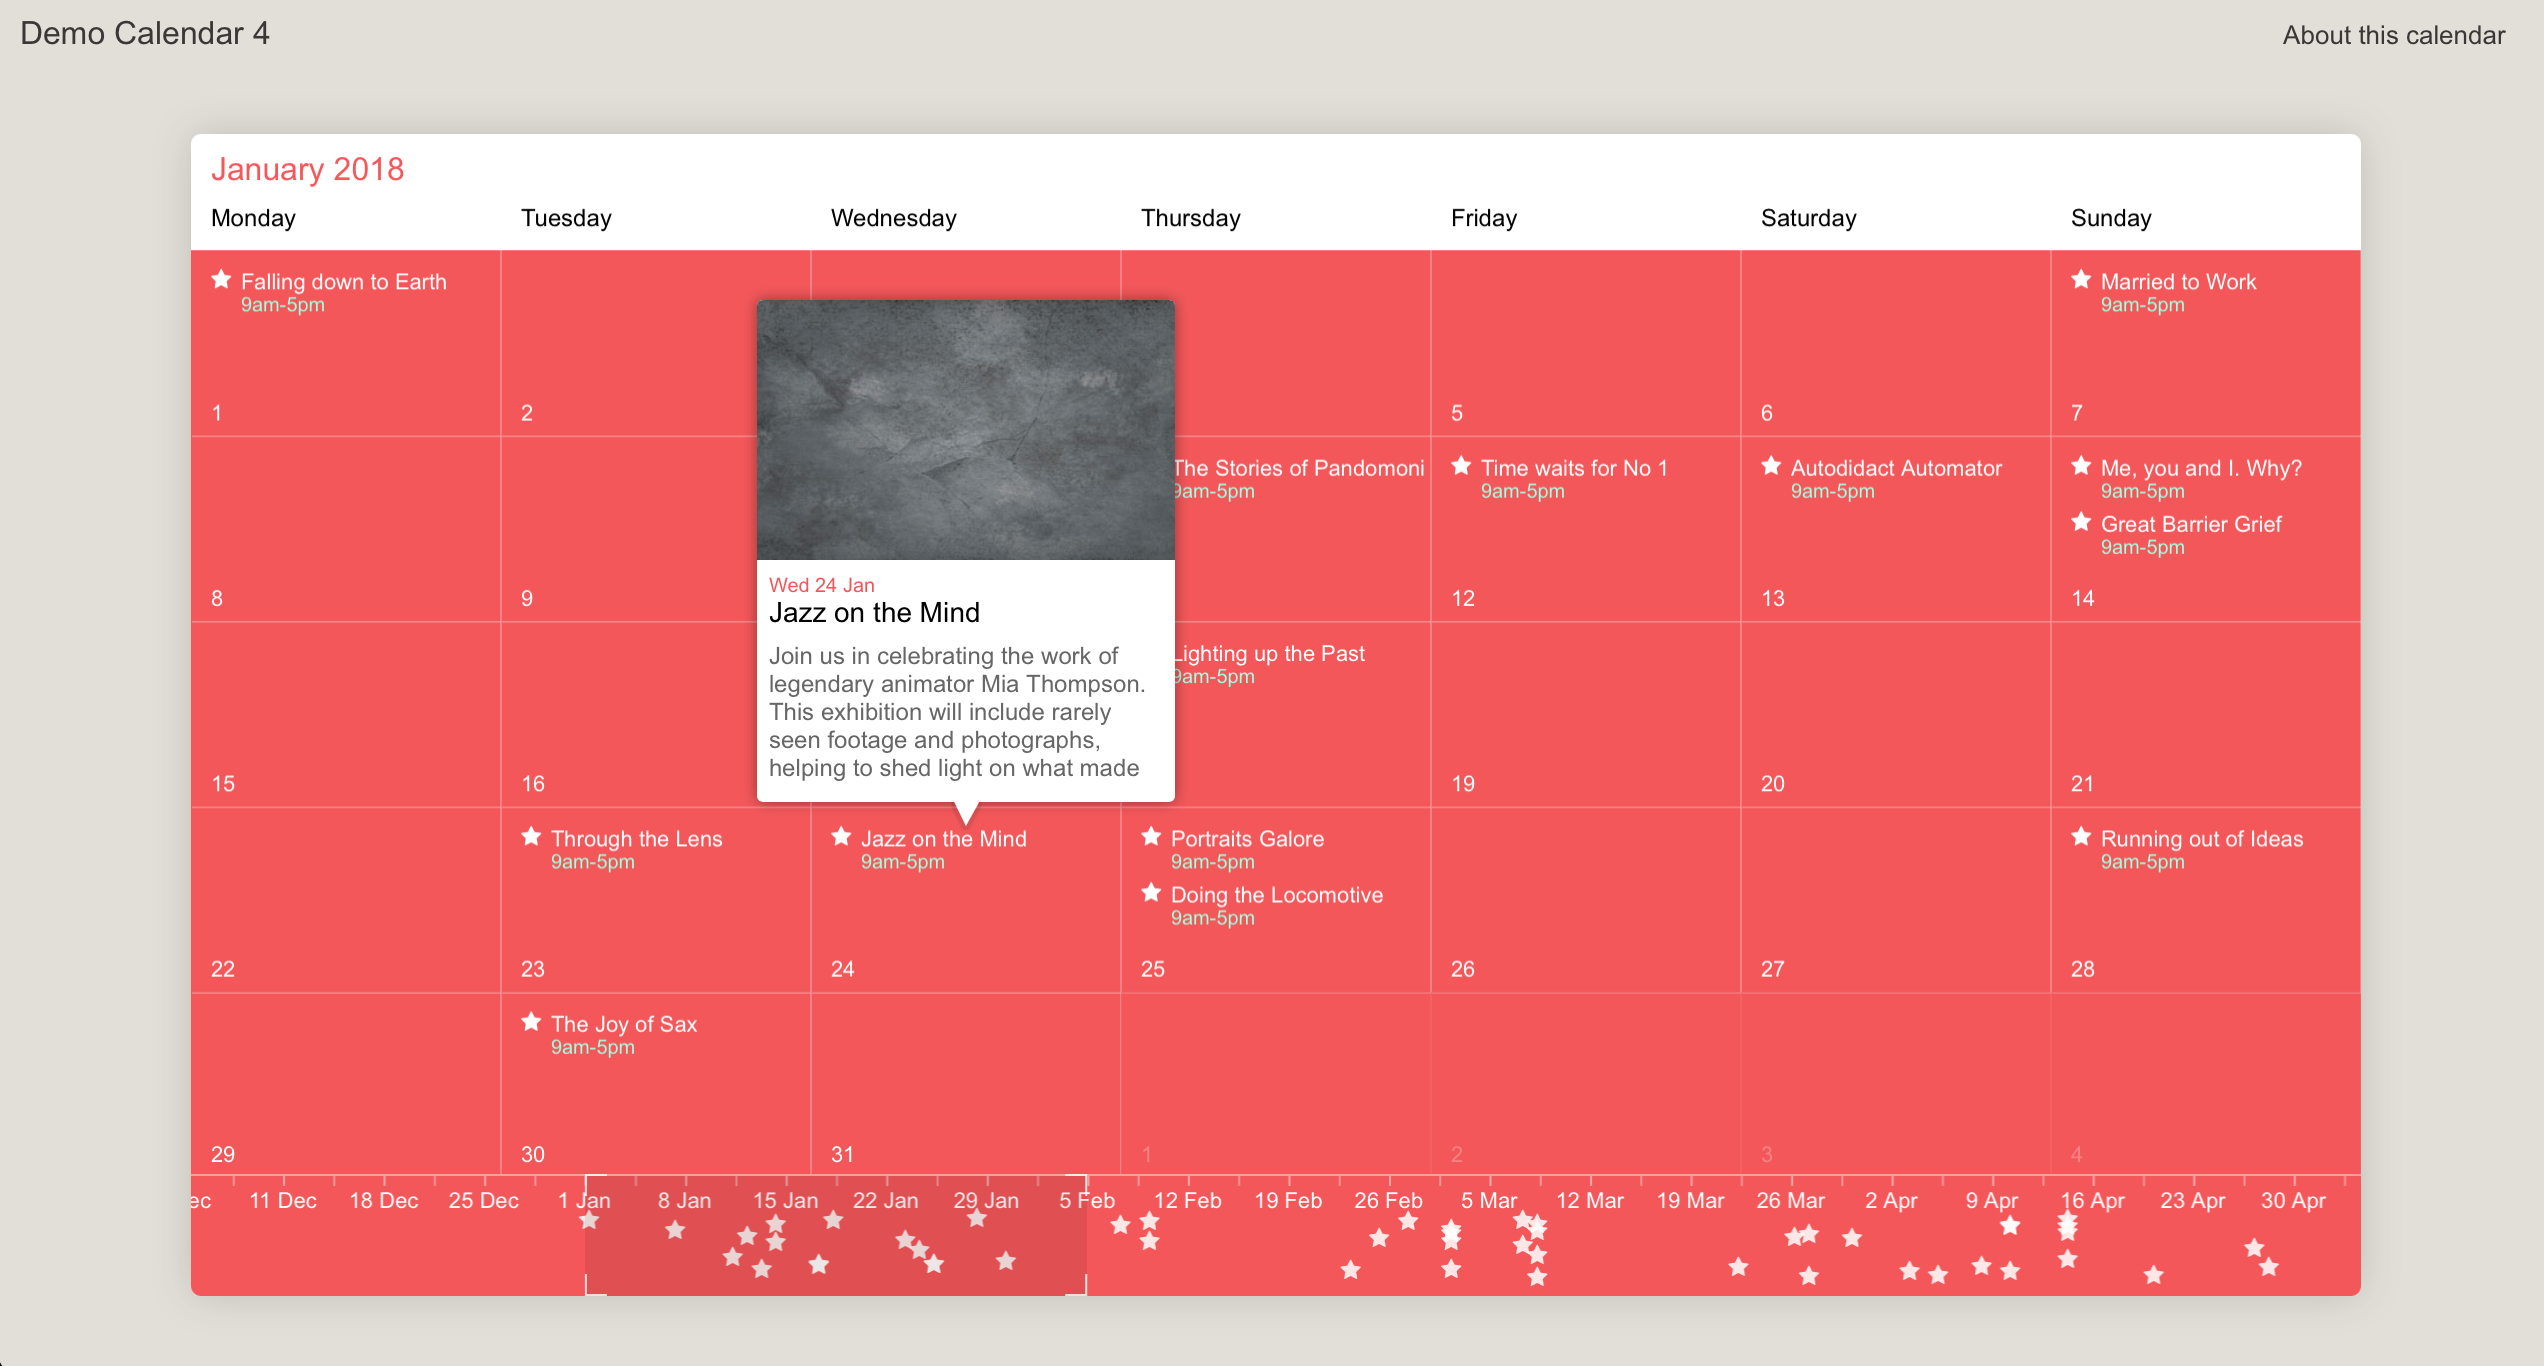 Demo Calendar 4
About this calendar
January 2018
Monday Tuesday Wednesday Thursday Friday Saturday Sunday
Falling down to Earth
9am-5pm
1
2
5
6
Married to Work
9am-5pm
7
8
9
The Stories of Pandomoni
9am-5pm
Time waits for No 1
9am-5pm
12
Autodidact Automator
9am-5pm
13
Me, you and I. Why?
9am-5pm
Great Barrier Grief
9am-5pm
14
15
16
Lighting up the Past
9am-5pm
19
20
21
Wed 24 Jan
Jazz on the Mind
Join us in celebrating the work of
legendary animator Mia Thompson.
This exhibition will include rarely
seen footage and photographs,
helping to shed light on what made
22
Through the Lens
9am-5pm
23
Jazz on the Mind
9am-5pm
24
Portraits Galore
9am-5pm
Doing the Locomotive
9am-5pm
25
26
27
Running out of Ideas
9am-5pm
28
29
The Joy of Sax
9am-5pm
30
31
1
2
3
4
ec 11 Dec 18 Dec 25 Dec 1 Jan 8 Jan 15 Jan 22 Jan 29 Jan 5 Feb 12 Feb 19 Feb 26 Feb 5 Mar 12 Mar 19 Mar 26 Mar 2 Apr 9 Apr 16 Apr 23 Apr 30 Apr